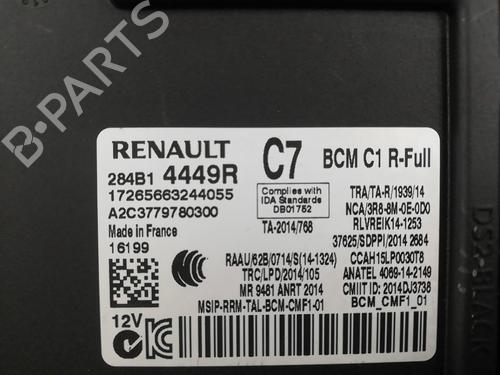 RENAULT C7 BCM C1 R-Full
284B1 4449R
17265663244055
A2C3779780300
Made in France
16199
Complies with
IDA Standards
DB01752
TA-2014/768
TRA/TA-R/1939/14
NCA/3R6-8M-0E-0D0
RLVREIK14-1253
37625/SDPPI/2014 2684
RAAU/62B/0714/S(14-1324) CCAH15LP0030T8
TRC/LPD/2014/105 ANATEL 4069-14-2149
MR 9481 ANRT 2014 CMIIT ID: 2014DJ3738
MSIP-RRM-TAL-BCM-CMF1-01 BCM_CMF1_01
12V
B-PARTS